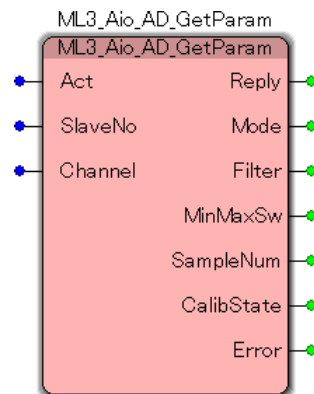 ML3_Aio_AD_GetParam
ML3_Aio_AD_GetParam
Act Reply
SlaveNo Mode
Channel Filter
MinMaxSw
SampleNum
CalibState
Error